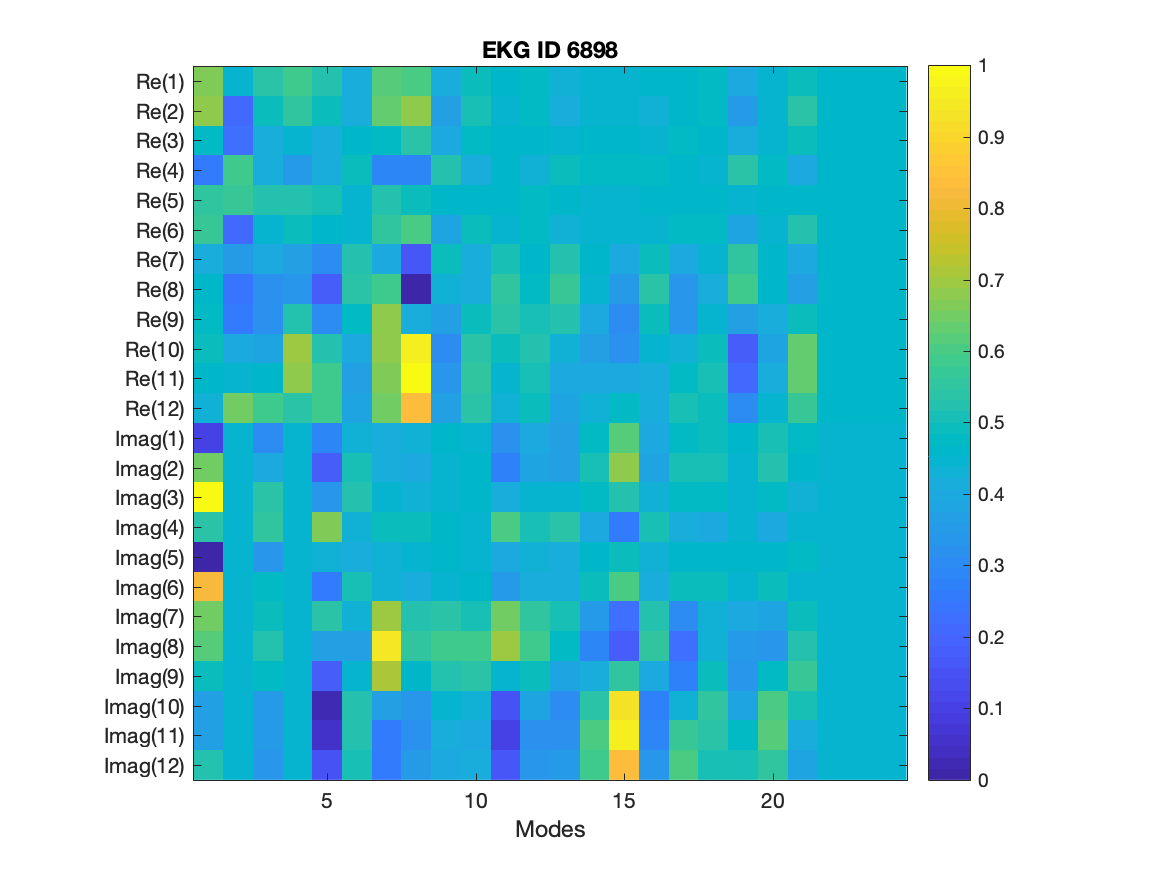 EKG ID 6898
Re(1)
Re(2)
Re(3)
Re(4)
Re(5)
Re(6)
Re(7)
Re(8)
Re(9)
Re(10)
Re(11)
Re(12)
Imag(1)
Imag(2)
Imag(3)
Imag(4)
Imag(5)
Imag(6)
Imag(7)
Imag(8)
Imag(9)
Imag(10)
Imag(11)
Imag(12)
5 10 15 20
Modes
1
0.9
0.8
0.7
0.6
0.5
0.4
0.3
0.2
0.1
0